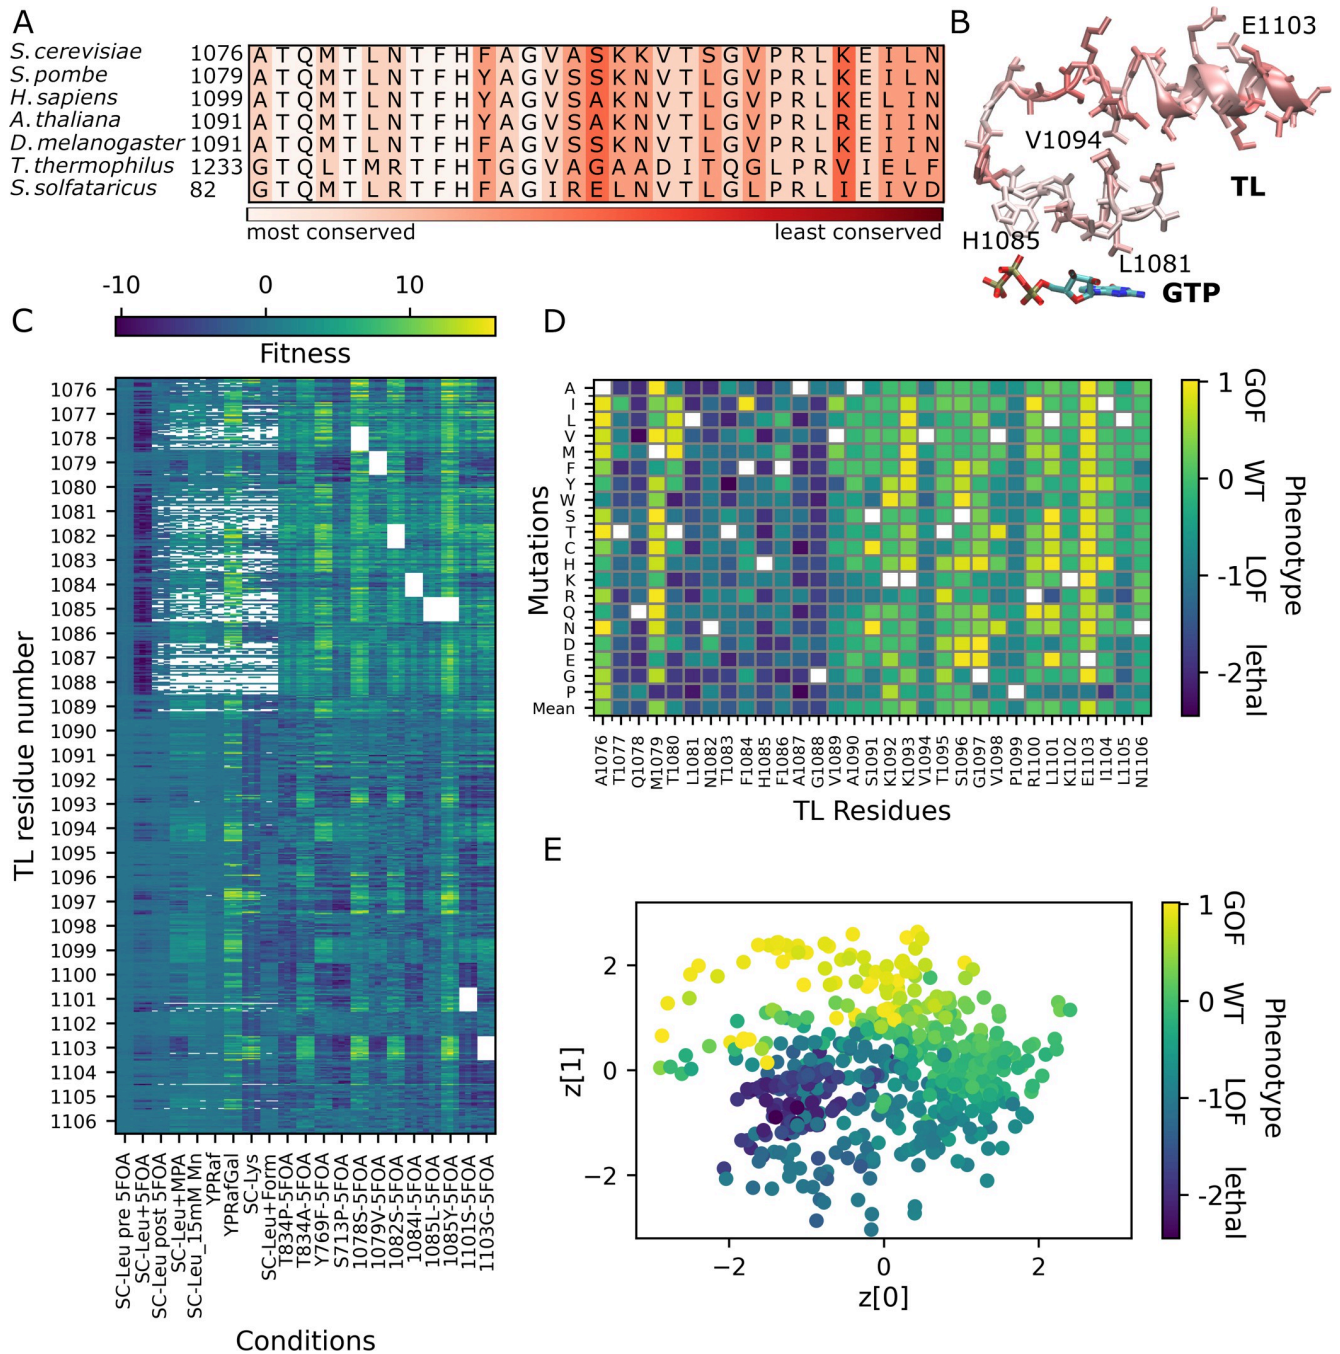 A
S. cerevisiae 1076 A T Q M T L N T F H F A G V A S K K V T S G V P R L K E I L N
S. pombe 1079 A T Q M T L N T F H Y A G V S S K N V T L G V P R L K E I L N
H. sapiens 1099 A T Q M T L N T F H Y A G V S A K N V T L G V P R L K E L I N
A. thaliana 1091 A T Q M T L N T F H Y A G V S A K N V T L G V P R L R E I I N
D. melanogaster 1091 A T Q M T L N T F H F A G V S S K N V T L G V P R L K E I I N
T. thermophilus 1233 G T Q L T M R T F H T G G V A G A A D I T Q G L P R V I E L F
S. solfataricus 82 G T Q M T L R T F H F A G I R E L N V T L G L P R L I E I V D
most conserved least conserved
B
E1103
V1094
TL
H1085
L1081
GTP
C
-10 0 10
Fitness
TL residue number
1076
1077
1078
1079
1080
1081
1082
1083
1084
1085
1086
1087
1088
1089
1090
1091
1092
1093
1094
1095
1096
1097
1098
1099
1100
1101
1102
1103
1104
1105
1106
SC-Leu pre 5FOA
SC-Leu+5FOA
SC-Leu post 5FOA
SC-Leu+MPA
SC-Leu_15mM Mn
YPRaf
YPRafGal
SC-Lys
SC-Leu+Form
T834P-5FOA
T834A-5FOA
Y769F-5FOA
S713P-5FOA
1078S-5FOA
1079V-5FOA
1082S-5FOA
1084I-5FOA
1085L-5FOA
1085Y-5FOA
1101S-5FOA
1103G-5FOA
Conditions
D
Mutations
A
I
L
V
M
F
Y
W
S
T
C
H
K
R
Q
N
D
E
G
P
Mean
A1076
T1077
Q1078
M1079
T1080
L1081
N1082
T1083
F1084
H1085
F1086
A1087
G1088
V1089
A1090
S1091
K1092
K1093
V1094
T1095
S1096
G1097
V1098
P1099
R1100
L1101
K1102
E1103
I1104
L1105
N1106
TL Residues
1
0
-1
-2
GOF
WT
LOF
lethal
Phenotype
E
z[1]
2
0
−2
−2 0 2
z[0]
1
0
-1
-2
GOF
WT
LOF
lethal
Phenotype